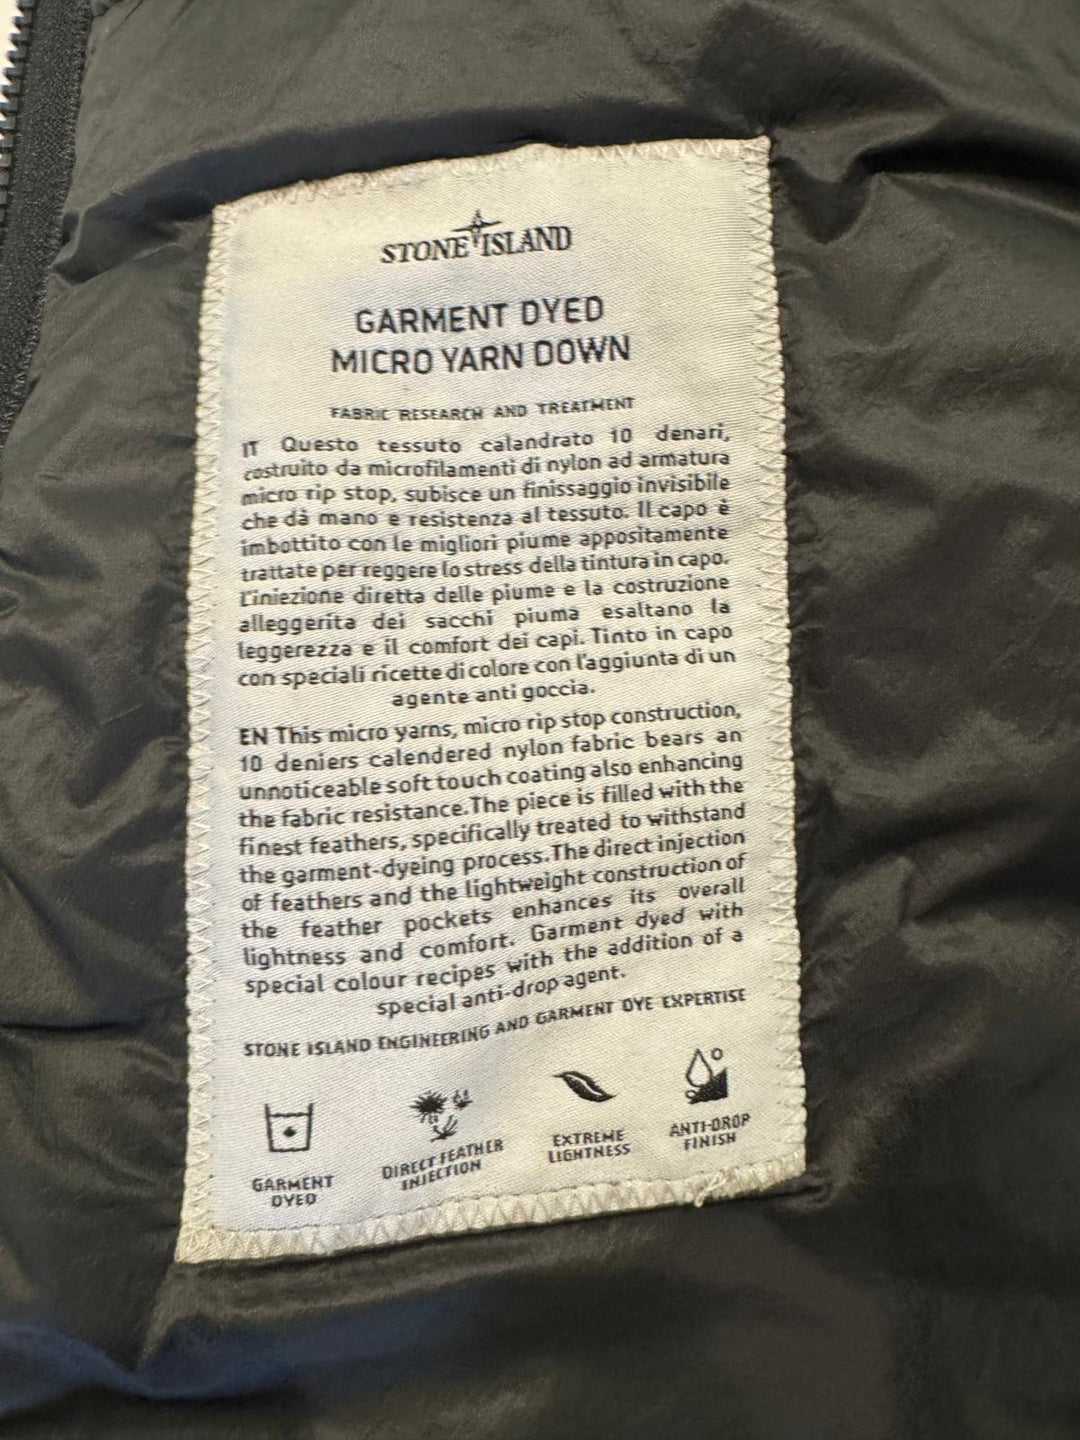 STONE ISLAND
GARMENT DYED
MICRO YARN DOWN
FABRIC RESEARCH AND TREATMENT
IT Questo tessuto calandrato 10 denari,
costruito da microfilamenti di nylon ad armatura
micro rip stop, subisce un finissaggio invisibile
che dà mano e resistenza al tessuto. Il capo è
imbottito con le migliori piume appositamente
trattate per reggere lo stress della tintura in capo.
L'iniezione diretta delle piume e la costruzione
alleggerita dei sacchi piuma esaltano la
leggerezza e il comfort dei capi. Tinto in capo
con speciali ricette di colore con l'aggiunta di un
agente anti goccia.
EN This micro yarns, micro rip stop construction,
10 deniers calendered nylon fabric bears an
unnoticeable soft touch coating also enhancing
the fabric resistance.The piece is filled with the
finest feathers, specifically treated to withstand
the garment-dyeing process.The direct injection
of feathers and the lightweight construction of
the feather pockets enhances its overall
lightness and comfort. Garment dyed with
special colour recipes with the addition of a
special anti-drop agent.
STONE ISLAND ENGINEERING AND GARMENT DYE EXPERTISE
GARMENT
DYED
DIRECT FEATHER
INJECTION
EXTREME
LIGHTNESS
ANTI-DROP
FINISH